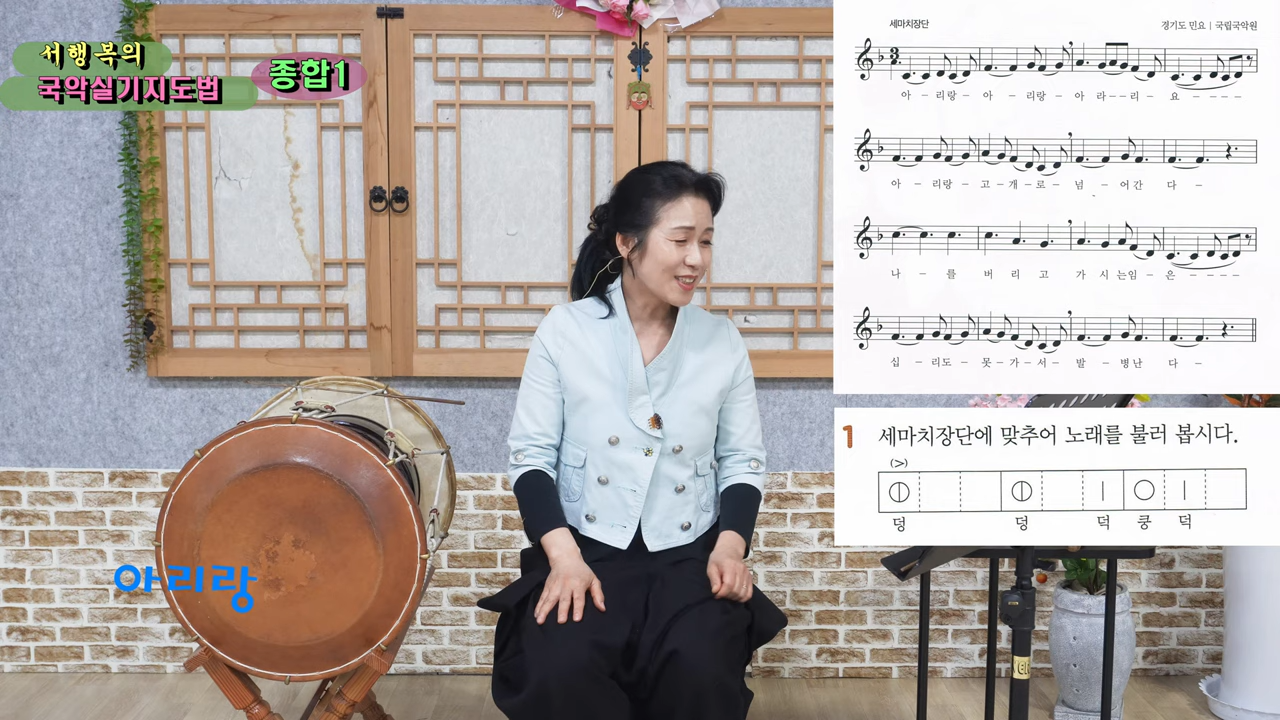 서행복의
국악실기지도법
종합1
세마치장단
경기도 민요 | 국립국악원
아 - 리랑 - 아 - 리랑 - 아 라 - - 리 - 요 - - - -
아 - 리랑 - 고 - 개 - 로 - 넘 - 어간 다 -
나 - 를 버 리 고 가 시 는임 - 은 - - - -
십 - 리도 - 못 - 가 - 서 - 발 - 병난 다 -
1 세마치장단에 맞추어 노래를 불러 봅시다.
(>)
덩 덩 덕 쿵 덕
아리랑